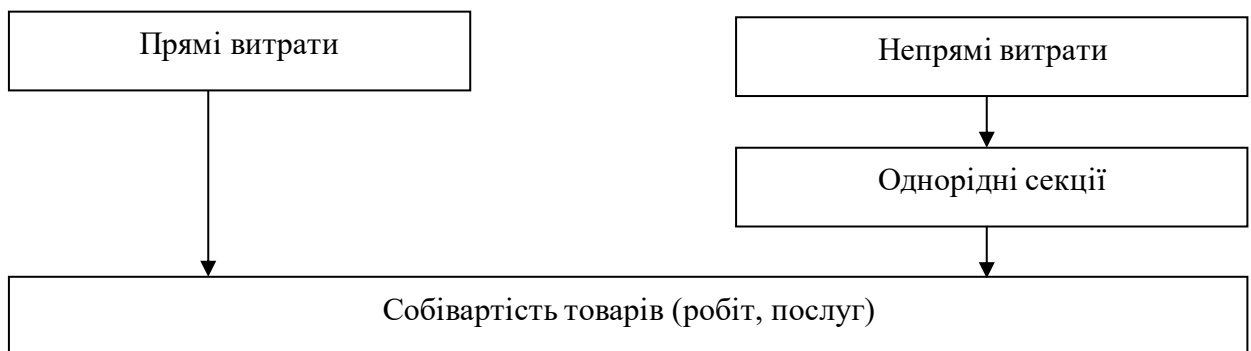 Прямі витрати
Непрямі витрати
Однорідні секції
Собівартість товарів (робіт, послуг)